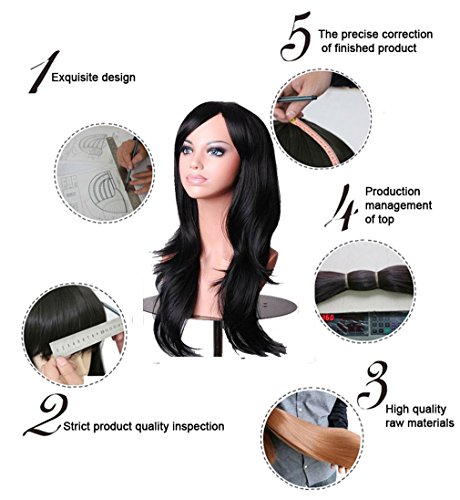 1 Exquisite design
2 Strict product quality inspection
3 High quality
raw materials
4 Production
management
of top
5 The precise correction
of finished product